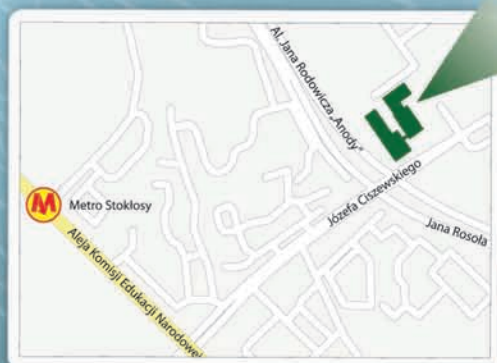 Al. Jana Rodowicza „Anody”
Józefa Ciszewskiego
Jana Rosoła
M Metro Stokłosy
Aleja Komisji Edukacji Narodowej